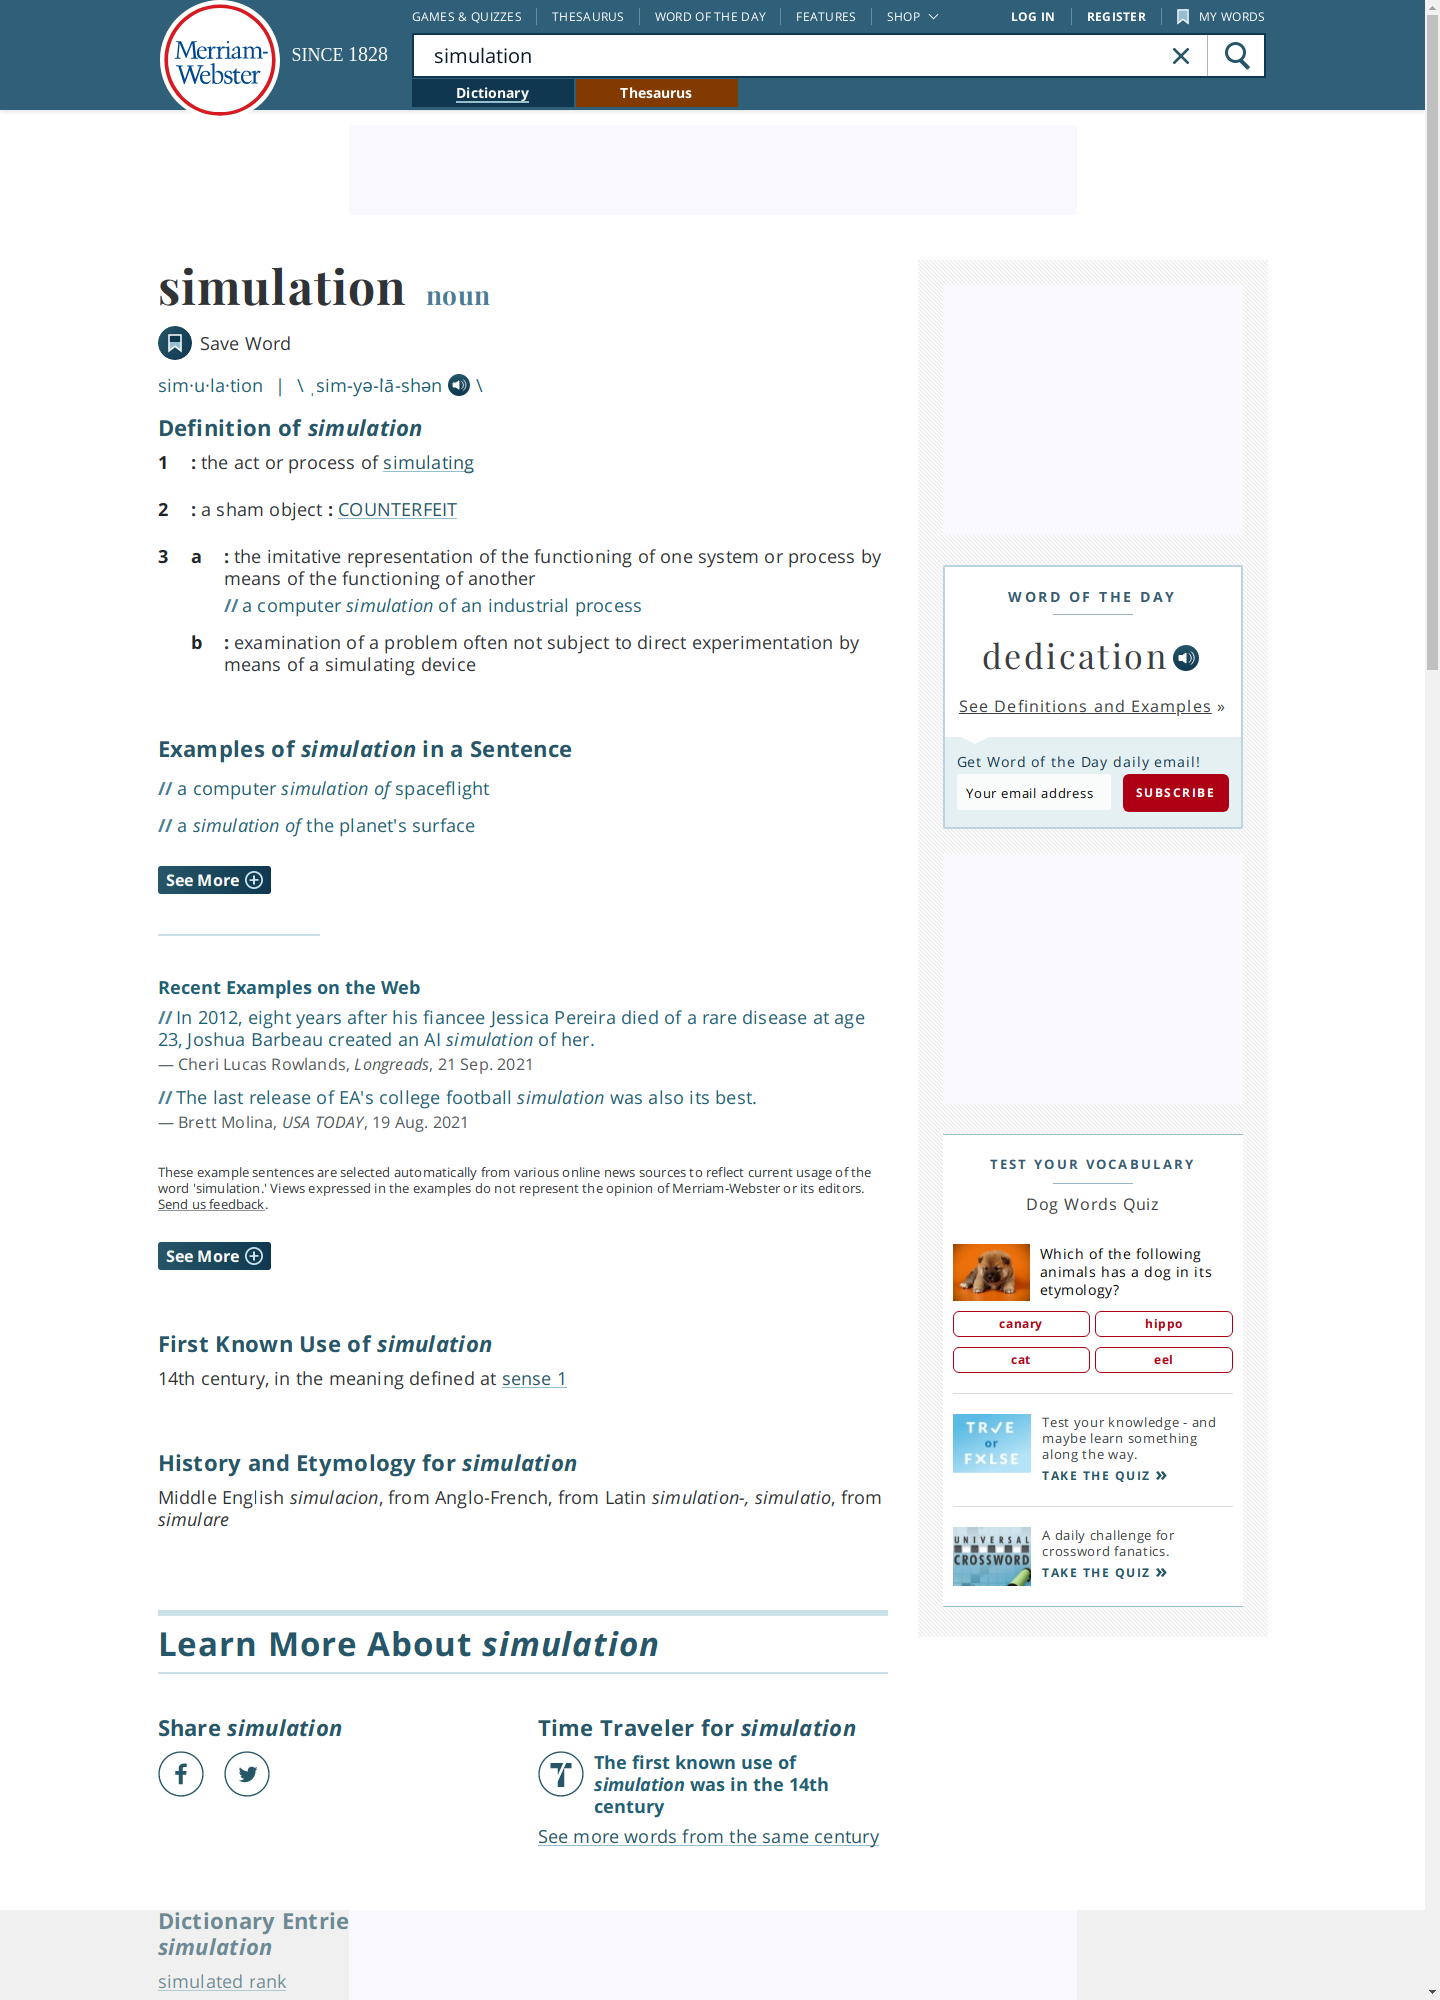 GAMES & QUIZZES THESAURUS WORD OF THE DAY FEATURES SHOP LOG IN REGISTER MY WORDS
Merriam-
Webster
SINCE 1828
simulation
Dictionary Thesaurus
simulation noun
Save Word
sim·u·la·tion | \ ˌsim-yə-ˈlā-shən \
Definition of simulation
1 : the act or process of simulating
2 : a sham object : COUNTERFEIT
3 a : the imitative representation of the functioning of one system or process by
means of the functioning of another
// a computer simulation of an industrial process
b : examination of a problem often not subject to direct experimentation by
means of a simulating device
Examples of simulation in a Sentence
// a computer simulation of spaceflight
// a simulation of the planet's surface
See More
Recent Examples on the Web
// In 2012, eight years after his fiancee Jessica Pereira died of a rare disease at age
23, Joshua Barbeau created an AI simulation of her.
— Cheri Lucas Rowlands, Longreads, 21 Sep. 2021
// The last release of EA's college football simulation was also its best.
— Brett Molina, USA TODAY, 19 Aug. 2021
These example sentences are selected automatically from various online news sources to reflect current usage of the
word 'simulation.' Views expressed in the examples do not represent the opinion of Merriam-Webster or its editors.
Send us feedback.
See More
First Known Use of simulation
14th century, in the meaning defined at sense 1
History and Etymology for simulation
Middle English simulacion, from Anglo-French, from Latin simulation-, simulatio, from
simulare
Learn More About simulation
Share simulation
Time Traveler for simulation
The first known use of
simulation was in the 14th
century
See more words from the same century
Dictionary Entrie
simulation
simulated rank
WORD OF THE DAY
dedication
See Definitions and Examples »
Get Word of the Day daily email!
Your email address SUBSCRIBE
TEST YOUR VOCABULARY
Dog Words Quiz
Which of the following
animals has a dog in its
etymology?
canary hippo
cat eel
TR✓E
or
FXLSE
Test your knowledge - and
maybe learn something
along the way.
TAKE THE QUIZ »
UNIVERSAL
CROSSWORD
A daily challenge for
crossword fanatics.
TAKE THE QUIZ »